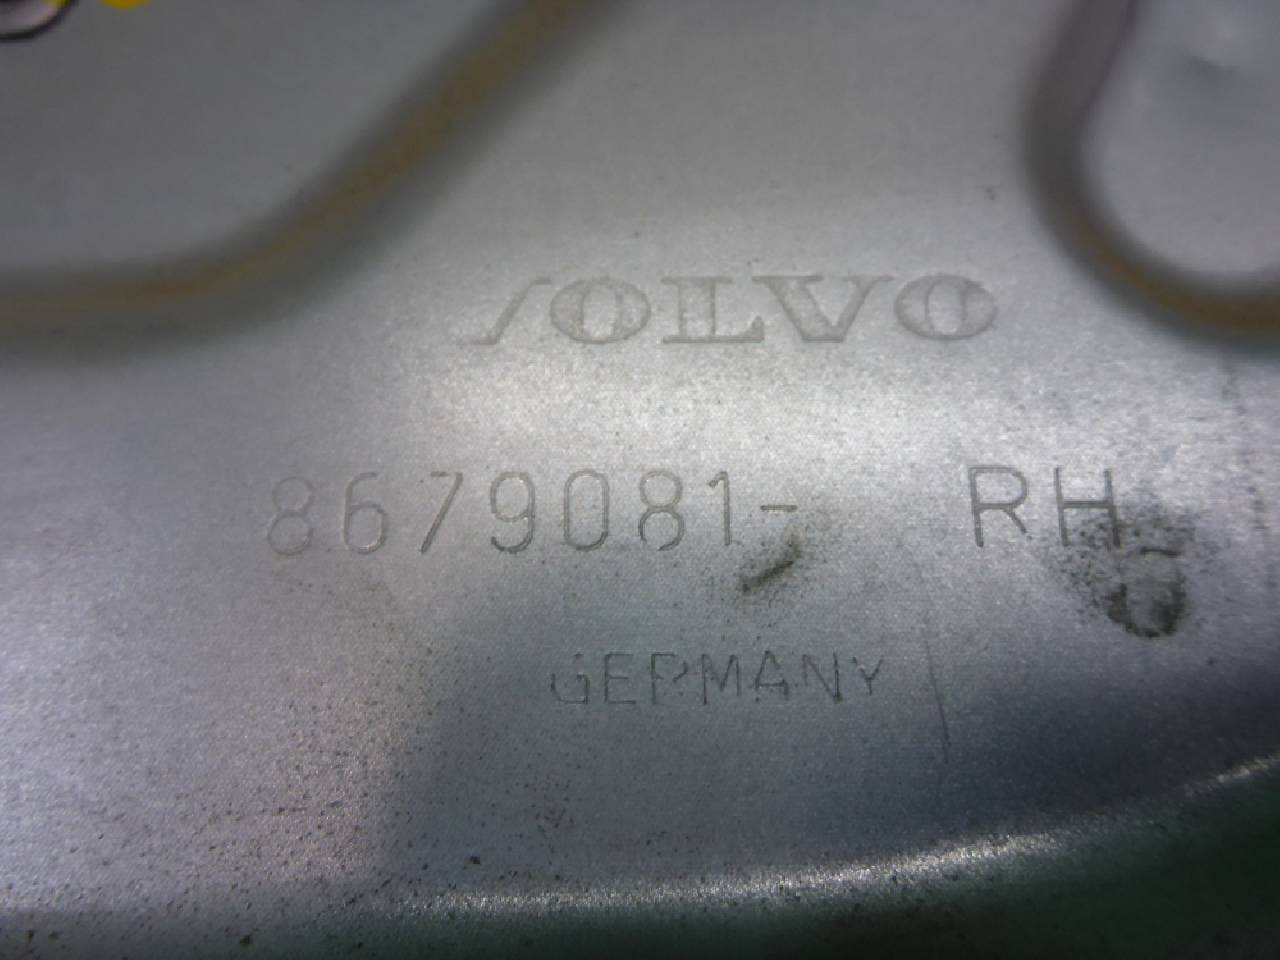 VOLVO
8679081- RH
GERMANY